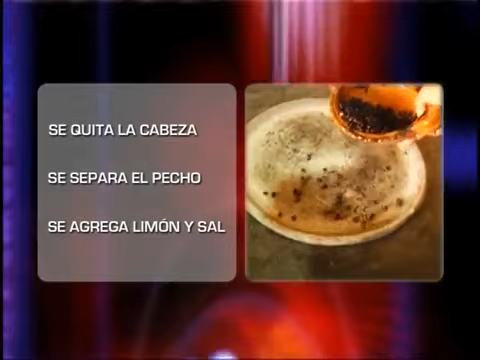 SE QUITA LA CABEZA
SE SEPARA EL PECHO
SE AGREGA LIMÓN Y SAL